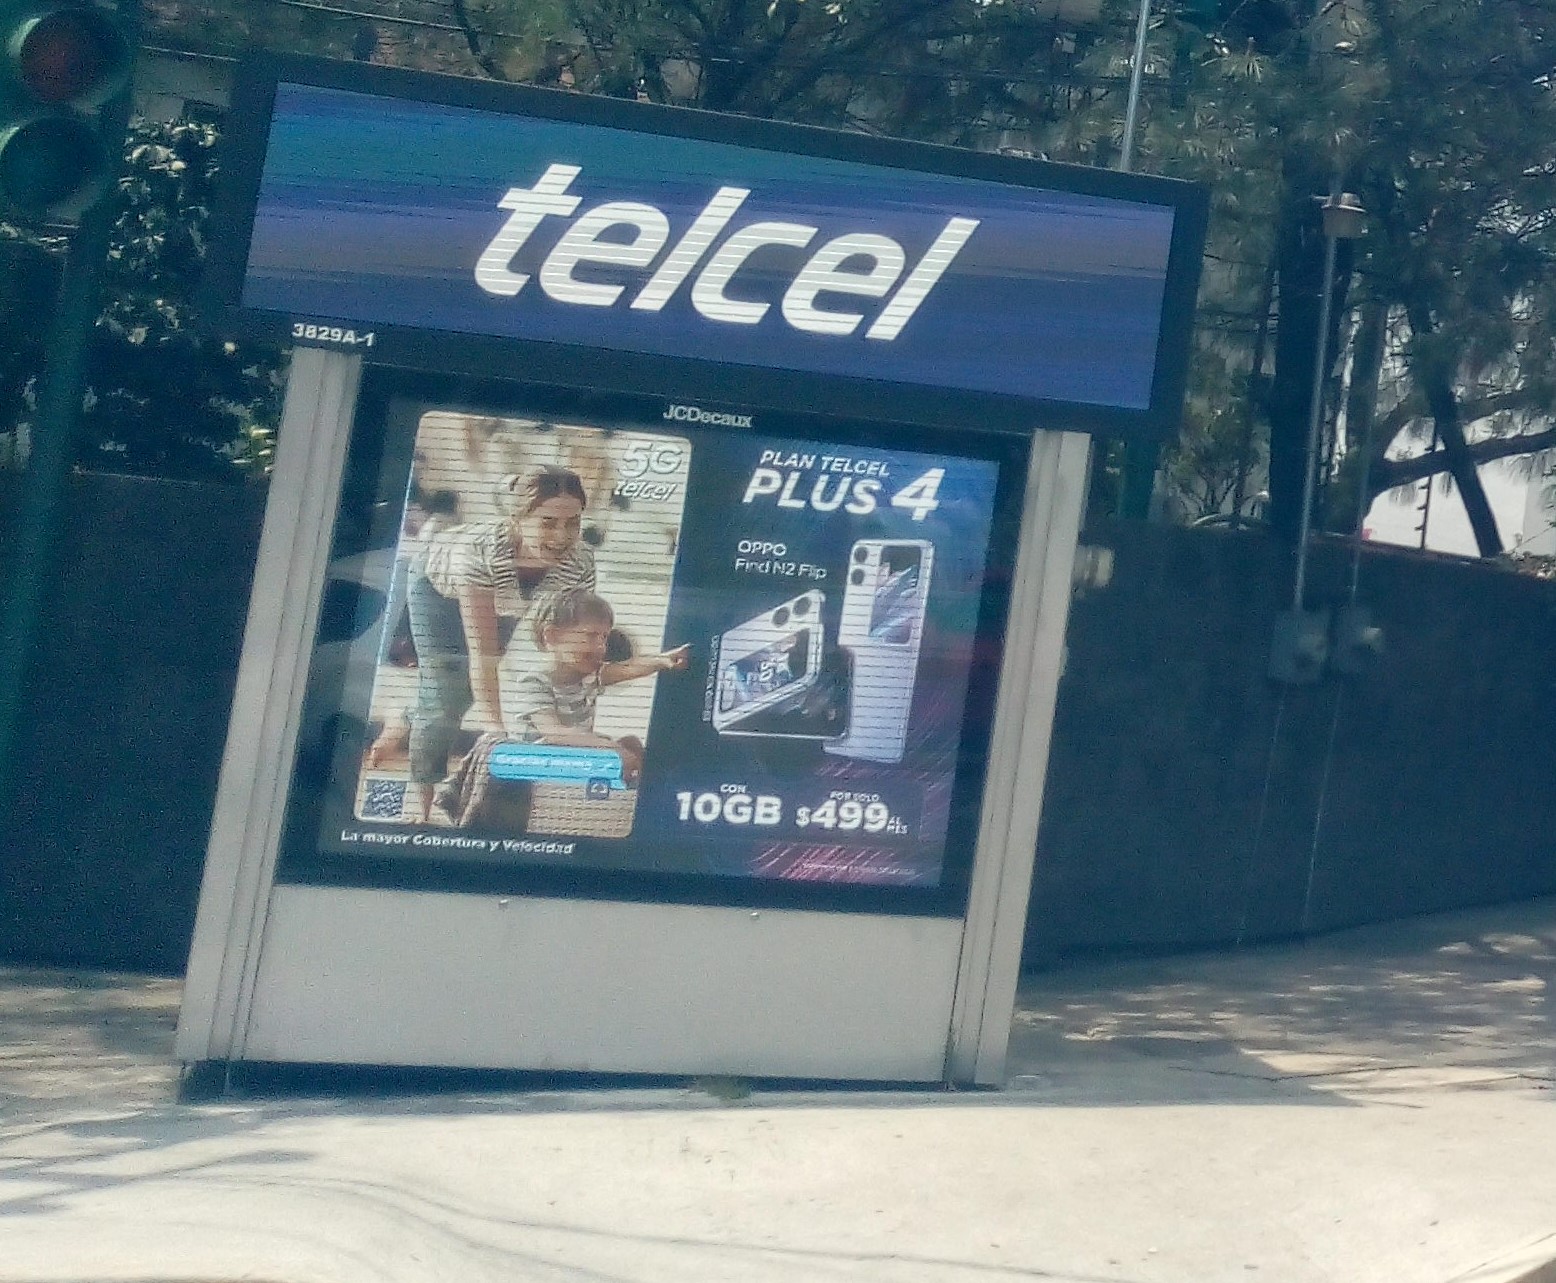 telcel
3829A-1
JCDecaux
5G
telcel
PLAN TELCEL
PLUS 4
OPPO
Find N2 Flip
Gracias
CON
10GB
POR SOLO
$499 AL
MES
La mayor Cobertura y Velocidad